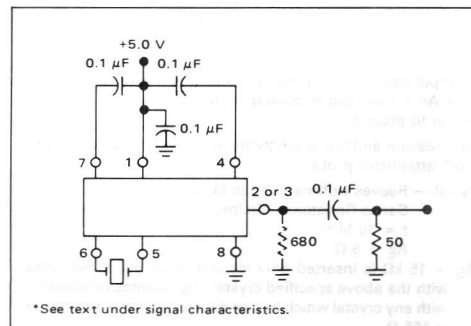 +5.0 V
0.1 µF 0.1 µF
0.1 µF
7 1 4
2 or 3 0.1 µF
680 50
6 5 8
*See text under signal characteristics.